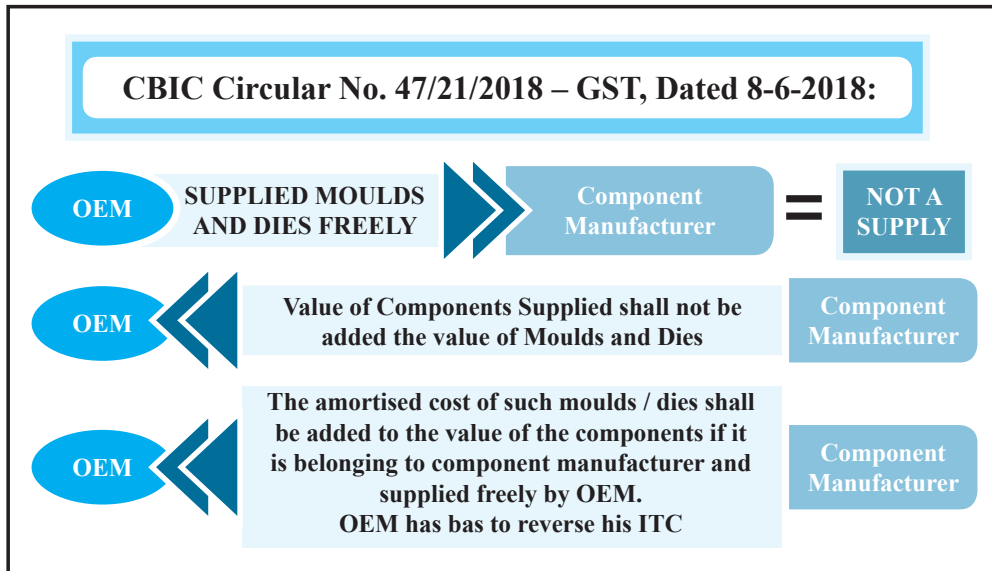 CBIC Circular No. 47/21/2018 – GST, Dated 8-6-2018:
OEM
SUPPLIED MOULDS
AND DIES FREELY
Component
Manufacturer
=
NOT A
SUPPLY
OEM
Value of Components Supplied shall not be
added the value of Moulds and Dies
Component
Manufacturer
OEM
The amortised cost of such moulds / dies shall
be added to the value of the components if it
is belonging to component manufacturer and
supplied freely by OEM.
OEM has bas to reverse his ITC
Component
Manufacturer